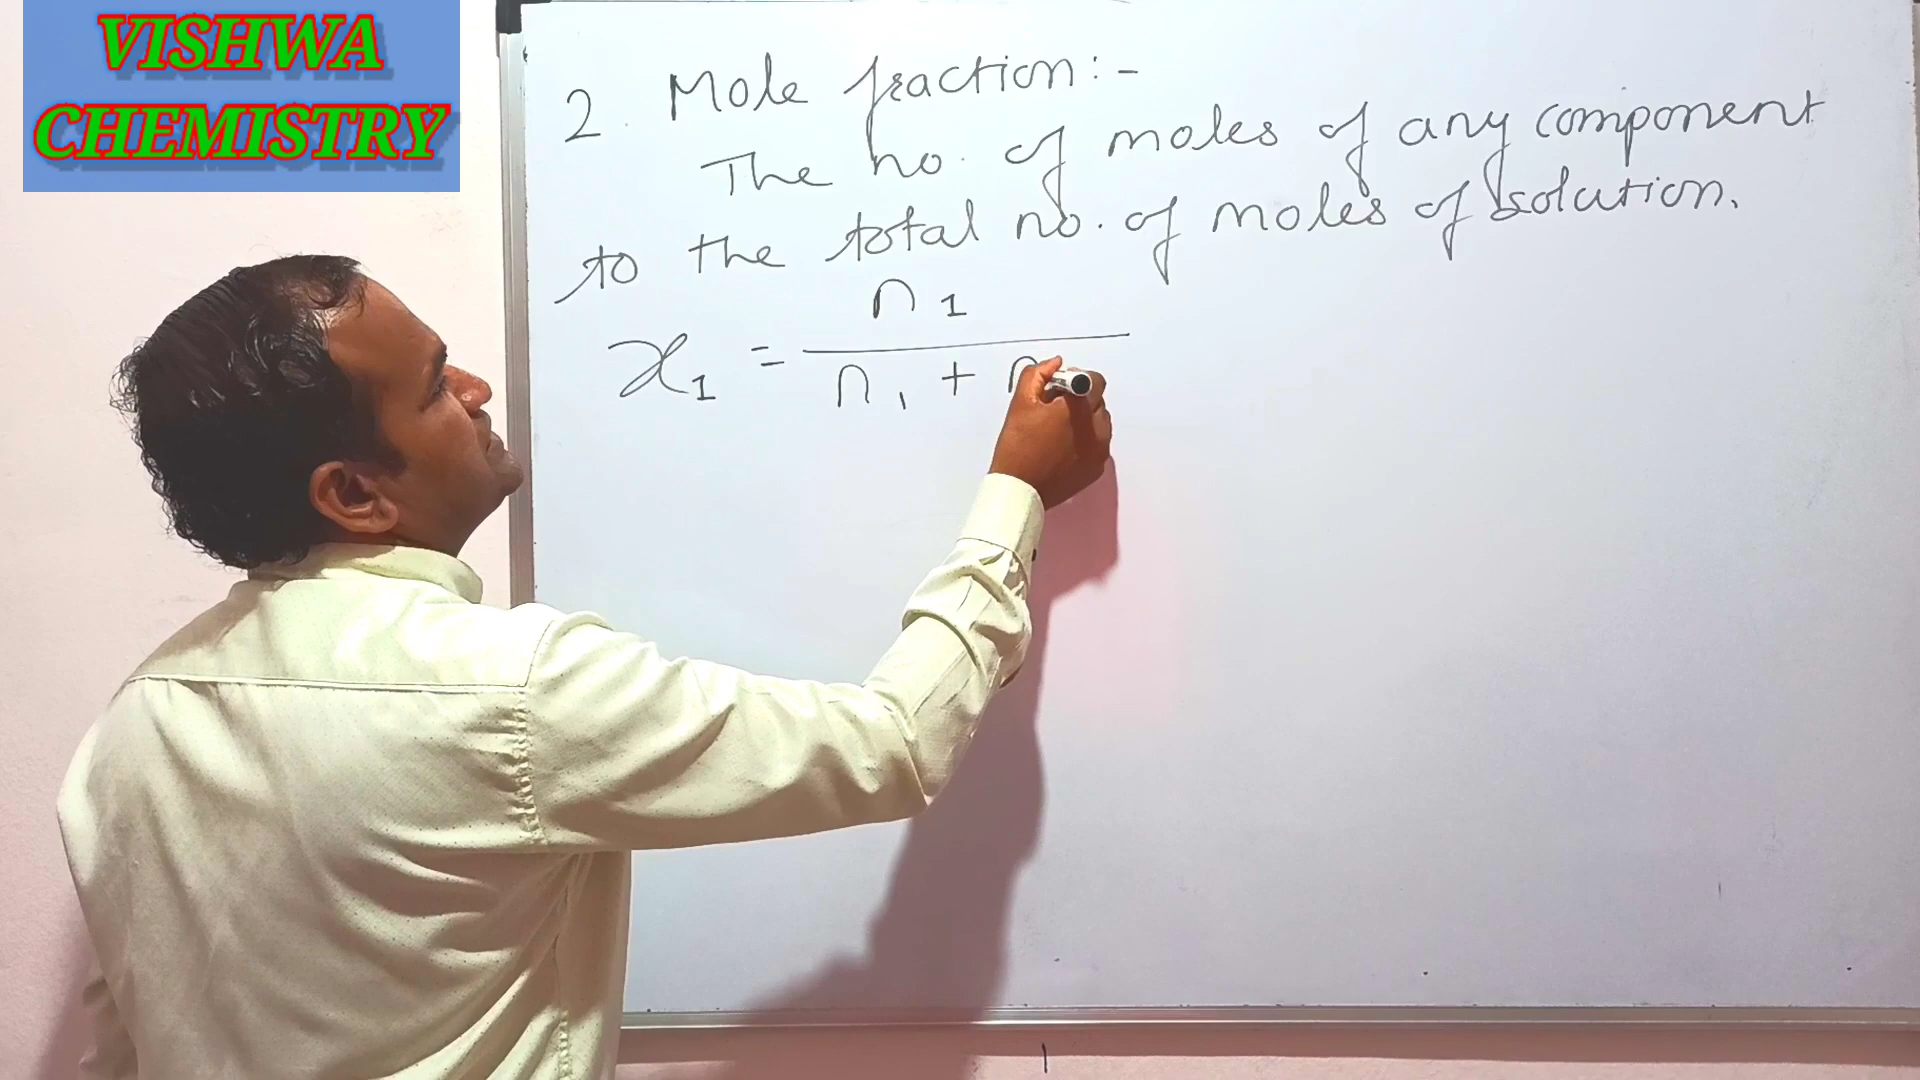 VISHWA
CHEMISTRY
2. Mole fraction:-
The no. of moles of any component
to the total no. of moles of solution.
n1
x1 = 
n1 + n